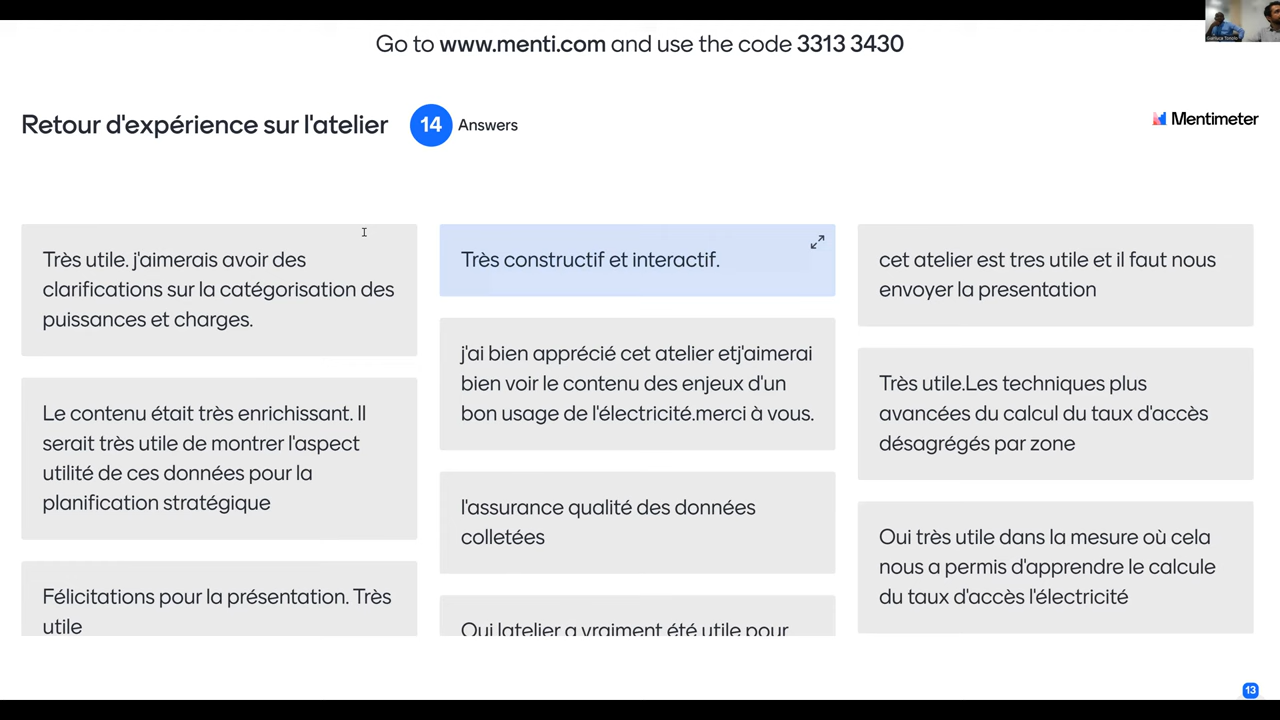 Go to www.menti.com and use the code 3313 3430
Retour d'expérience sur l'atelier
14 Answers
Mentimeter
Très utile. j'aimerais avoir des
clarifications sur la catégorisation des
puissances et charges.
Le contenu était très enrichissant. Il
serait très utile de montrer l'aspect
utilité de ces données pour la
planification stratégique
Félicitations pour la présentation. Très
utile
Très constructif et interactif.
j'ai bien apprécié cet atelier etj'aimerai
bien voir le contenu des enjeux d'un
bon usage de l'électricité.merci à vous.
l'assurance qualité des données
colletées
Oui latelier a vraiment été utile pour
cet atelier est tres utile et il faut nous
envoyer la presentation
Très utile.Les techniques plus
avancées du calcul du taux d'accès
désagrégés par zone
Oui très utile dans la mesure où cela
nous a permis d'apprendre le calcule
du taux d'accès l'électricité
13